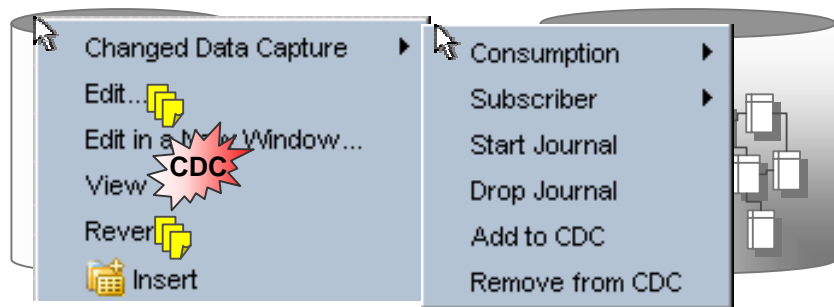 Changed Data Capture
Edit...
Edit in a New Window...
CDC
View
Rever
Insert
Consumption
Subscriber
Start Journal
Drop Journal
Add to CDC
Remove from CDC